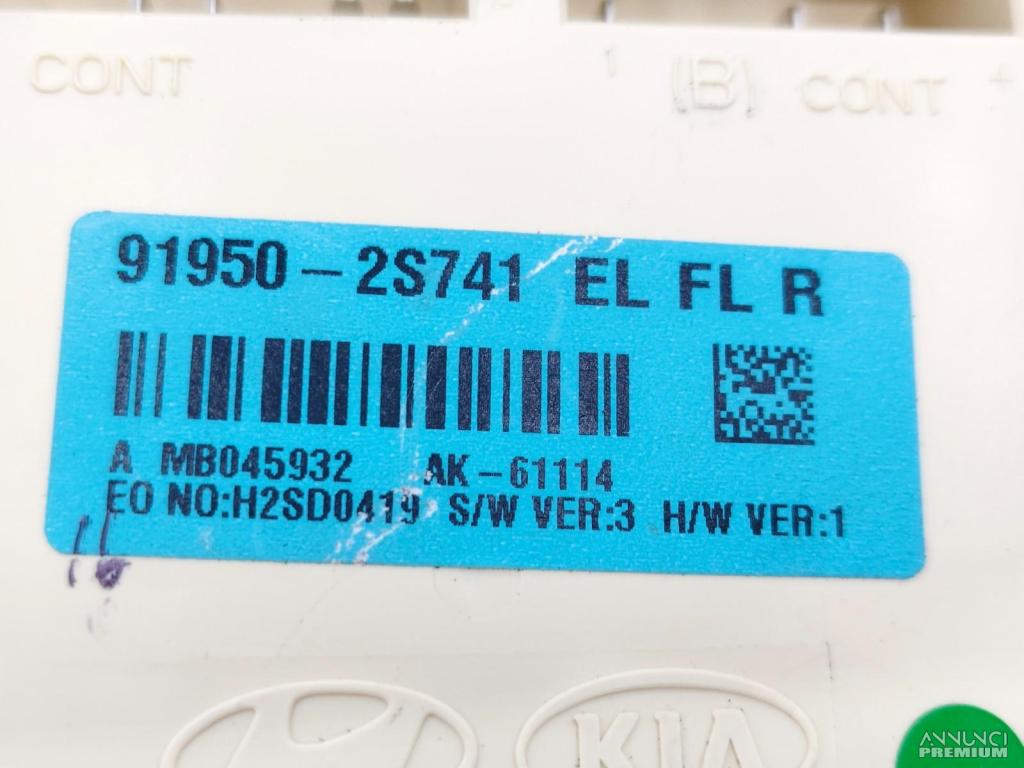 CONT
(B) CONT +
91950-2S741 EL FL R
A MB045932 AK-61114
EO NO:H2SD0419 S/W VER:3 H/W VER:1
KIA
ANNUNCI
PREMIUM